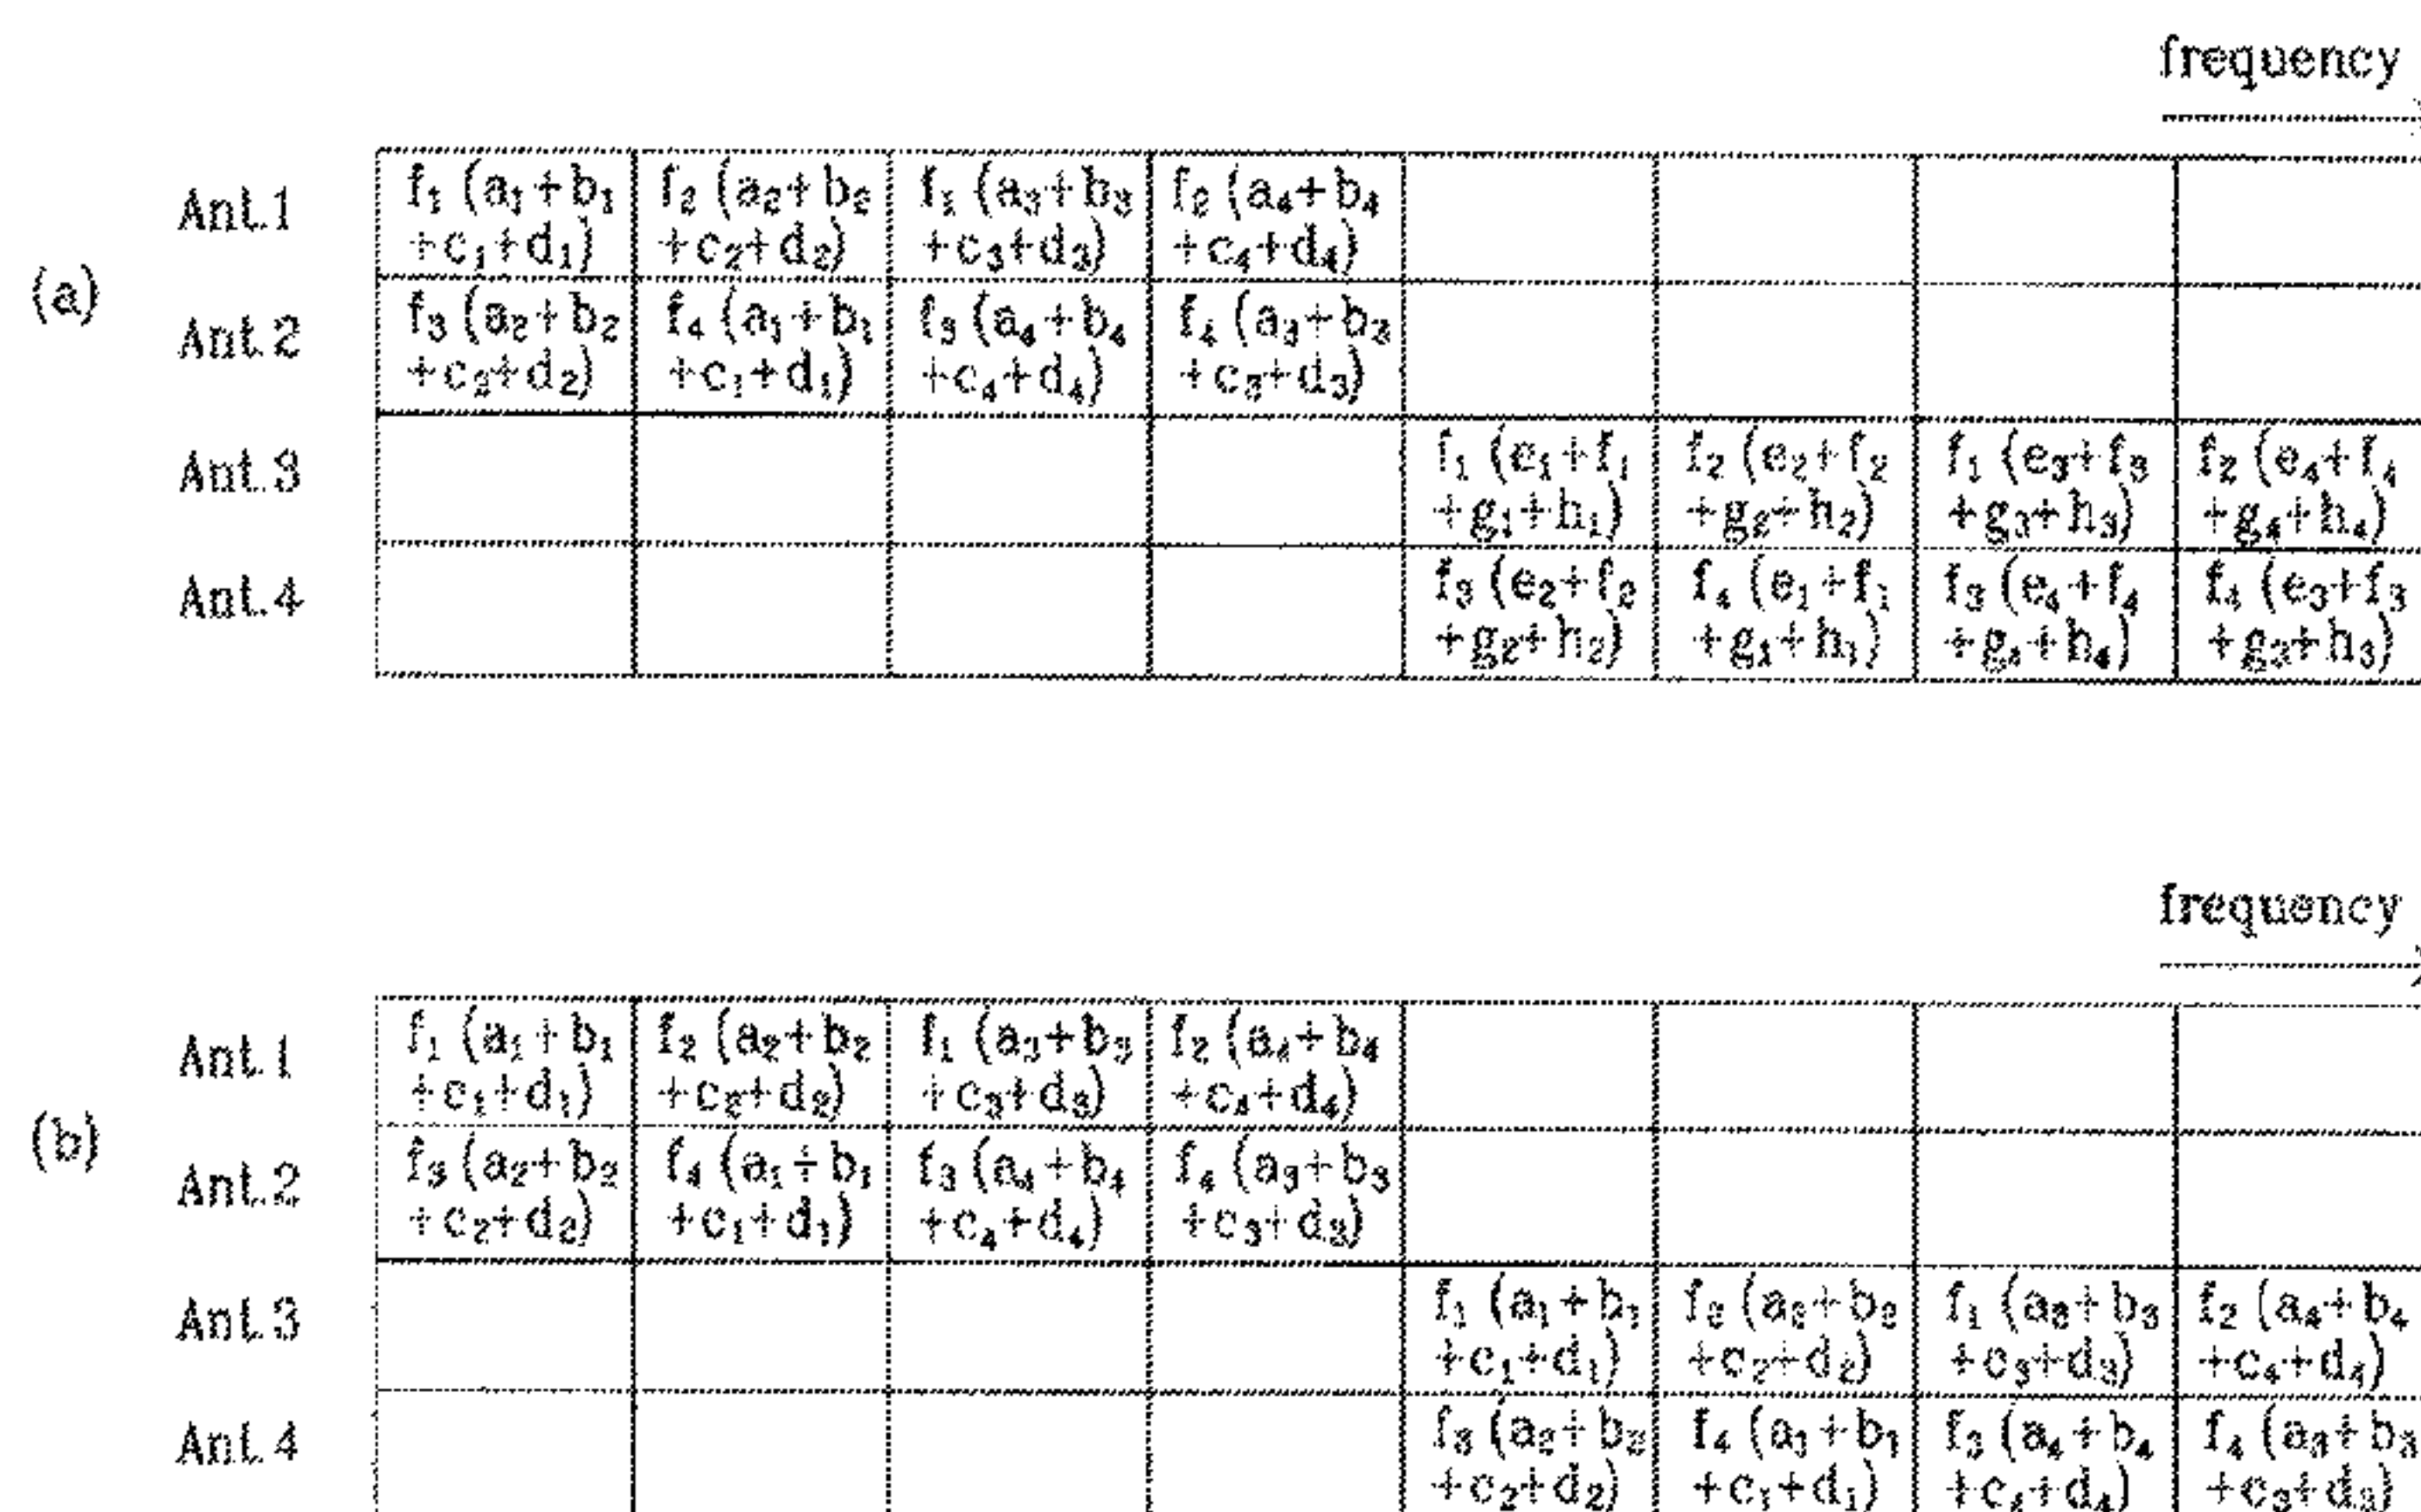 frequency
Ant.1 f₁ (a₁+b₁ f₂ (a₂+b₂ f₁ (a₃+b₃ f₂ (a₄+b₄
+c₁+d₁) +c₂+d₂) +c₃+d₃) +c₄+d₄)
(a)
Ant.2 f₃ (a₂+b₂ f₄ (a₁+b₁ f₃ (a₄+b₄ f₄ (a₃+b₃
+c₂+d₂) +c₁+d₁) +c₄+d₄) +c₃+d₃)
Ant.3 f₁ (e₁+f₁ f₂ (e₂+f₂ f₁ (e₃+f₃ f₂ (e₄+f₄
+g₁+h₁) +g₂+h₂) +g₃+h₃) +g₄+h₄)
Ant.4 f₃ (e₂+f₂ f₄ (e₁+f₁ f₃ (e₄+f₄ f₄ (e₃+f₃
+g₂+h₂) +g₁+h₁) +g₄+h₄) +g₃+h₃)
frequency
Ant.1 f₁ (a₁+b₁ f₂ (a₂+b₂ f₁ (a₃+b₃ f₂ (a₄+b₄
+c₁+d₁) +c₂+d₂) +c₃+d₃) +c₄+d₄)
(b)
Ant.2 f₃ (a₂+b₂ f₄ (a₁+b₁ f₃ (a₄+b₄ f₄ (a₃+b₃
+c₂+d₂) +c₁+d₁) +c₄+d₄) +c₃+d₃)
Ant.3 f₁ (a₁+b₁ f₂ (a₂+b₂ f₁ (a₃+b₃ f₂ (a₄+b₄
+c₁+d₁) +c₂+d₂) +c₃+d₃) +c₄+d₄)
Ant.4 f₃ (a₂+b₂ f₄ (a₁+b₁ f₃ (a₄+b₄ f₄ (a₃+b₃
+c₂+d₂) +c₁+d₁) +c₄+d₄) +c₃+d₃)